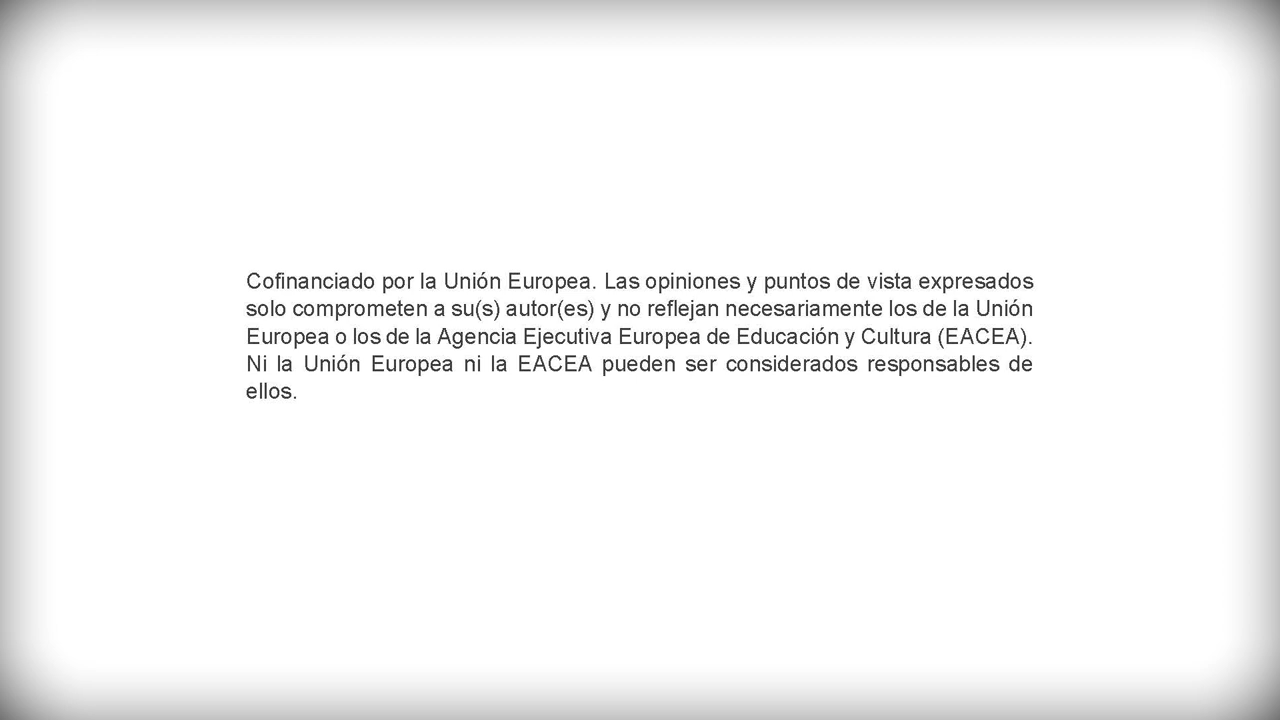 Cofinanciado por la Unión Europea. Las opiniones y puntos de vista expresados
solo comprometen a su(s) autor(es) y no reflejan necesariamente los de la Unión
Europea o los de la Agencia Ejecutiva Europea de Educación y Cultura (EACEA).
Ni la Unión Europea ni la EACEA pueden ser considerados responsables de
ellos.